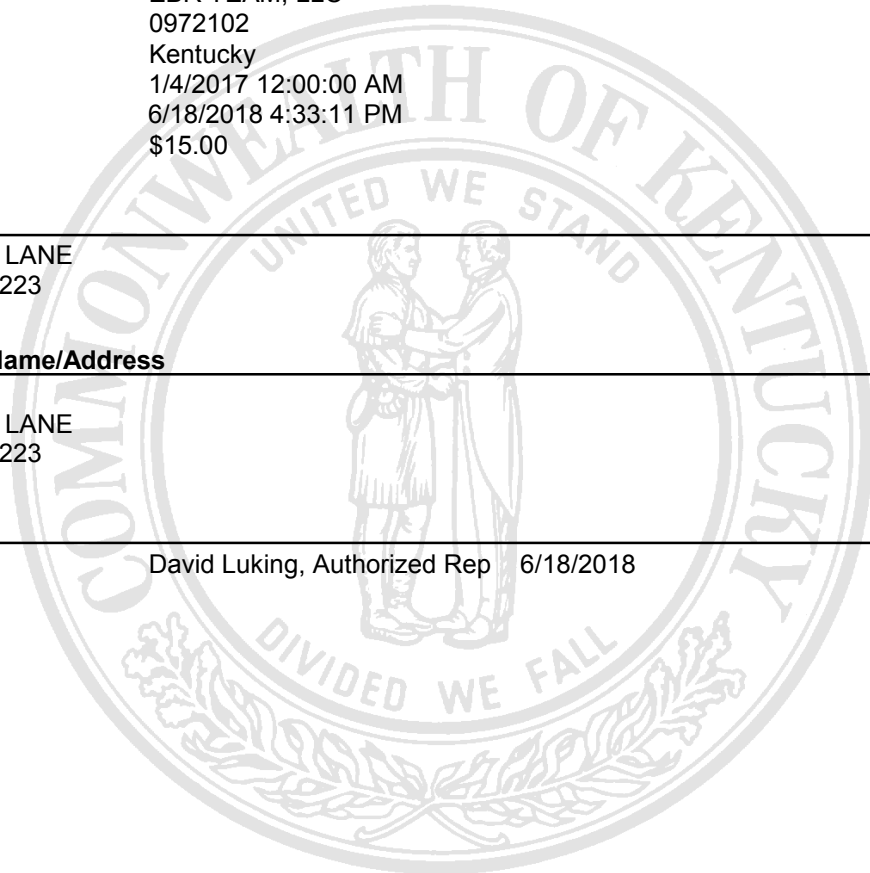 TEAM, LLC
0972102
Kentucky
1/4/2017 12:00:00 AM
6/18/2018 4:33:11 PM
$15.00
LANE
223
Name/Address
LANE
223
David Luking, Authorized Rep 6/18/2018
COMMONWEALTH OF KENTUCKY
UNITED WE STAND
DIVIDED WE FALL